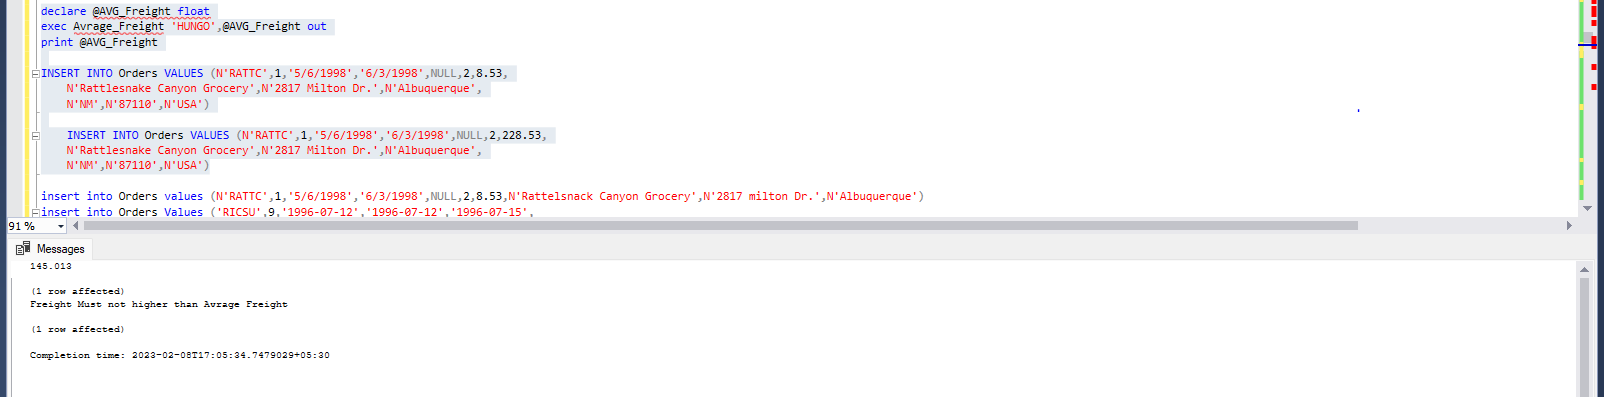 declare @AVG_Freight float
exec Avrage_Freight 'HUNGO',@AVG_Freight out
print @AVG_Freight
INSERT INTO Orders VALUES (N'RATTC',1,'5/6/1998','6/3/1998',NULL,2,8.53,
N'Rattlesnake Canyon Grocery',N'2817 Milton Dr.',N'Albuquerque',
N'NM',N'87110',N'USA')
INSERT INTO Orders VALUES (N'RATTC',1,'5/6/1998','6/3/1998',NULL,2,228.53,
N'Rattlesnake Canyon Grocery',N'2817 Milton Dr.',N'Albuquerque',
N'NM',N'87110',N'USA')
insert into Orders values (N'RATTC',1,'5/6/1998','6/3/1998',NULL,2,8.53,N'Rattelsnack Canyon Grocery',N'2817 milton Dr.',N'Albuquerque')
insert into Orders Values ('RICSU',9,'1996-07-12','1996-07-12','1996-07-15',
91 %
Messages
145.013
(1 row affected)
Freight Must not higher than Avrage Freight
(1 row affected)
Completion time: 2023-02-08T17:05:34.7479029+05:30